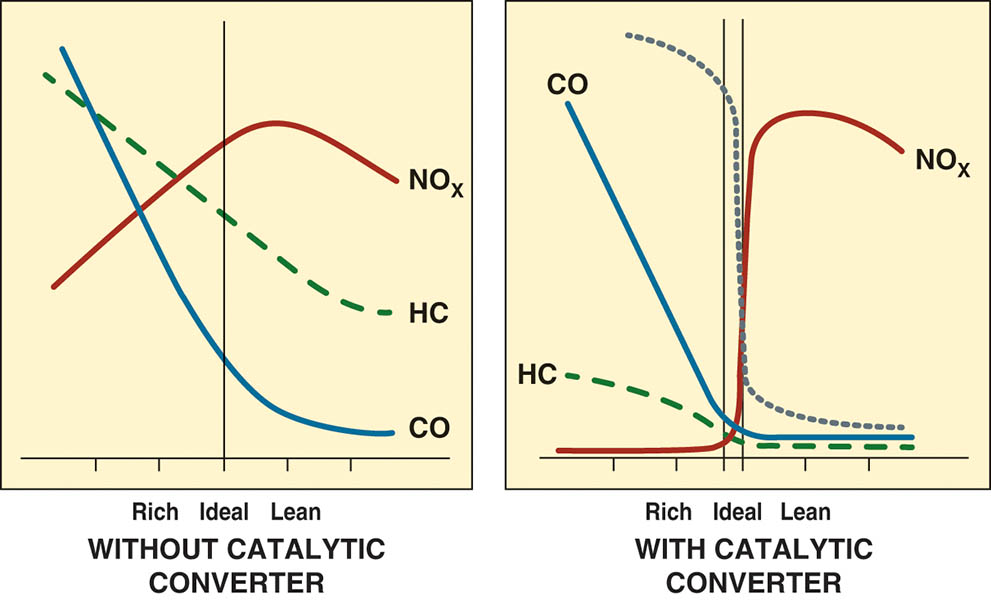 NOX
HC
CO
Rich Ideal Lean
WITHOUT CATALYTIC
CONVERTER
CO
NOX
HC
Rich Ideal Lean
WITH CATALYTIC
CONVERTER